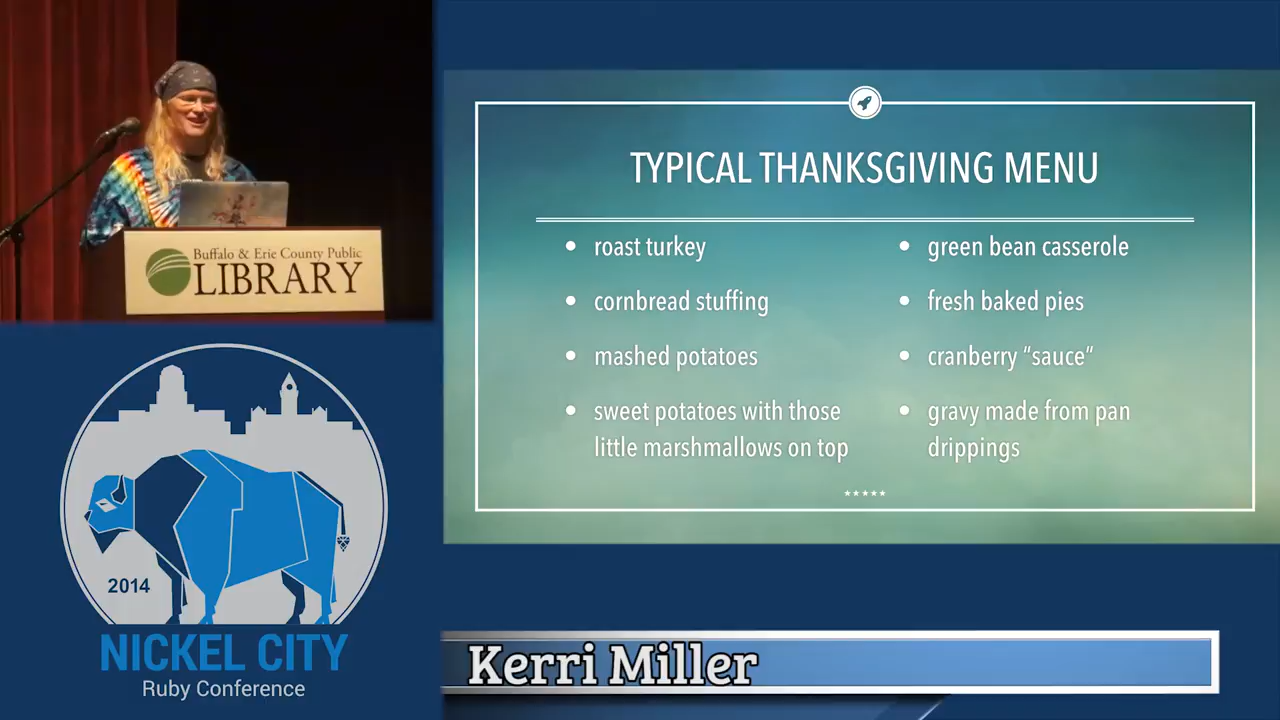 Buffalo & Erie County Public
LIBRARY
TYPICAL THANKSGIVING MENU
roast turkey
cornbread stuffing
mashed potatoes
sweet potatoes with those
little marshmallows on top
green bean casserole
fresh baked pies
cranberry “sauce”
gravy made from pan
drippings
2014
NICKEL CITY
Ruby Conference
Kerri Miller